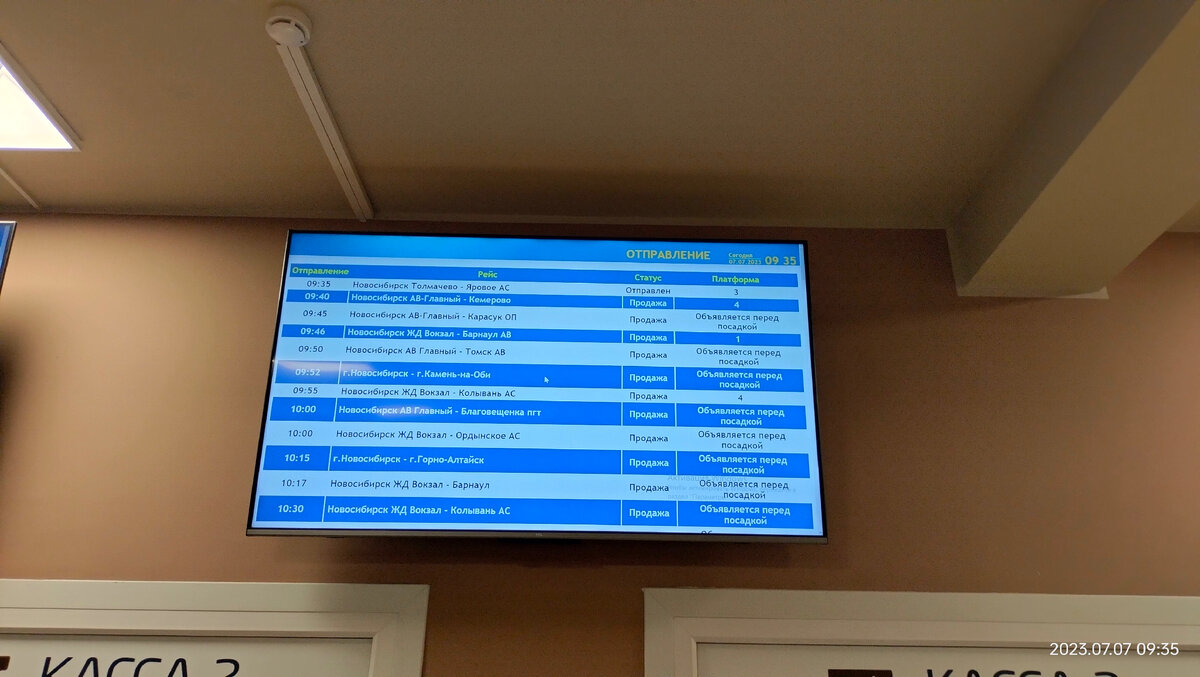 ОТПРАВЛЕНИЕ Сегодня 07.07.2023 09 35
Отправление Рейс Статус Платформа
09:35 Новосибирск Толмачево - Яровое АС Отправлен 3
09:40 Новосибирск АВ-Главный - Кемерово Продажа 4
09:45 Новосибирск АВ-Главный - Карасук ОП Продажа Объявляется перед посадкой
09:46 Новосибирск ЖД Вокзал - Барнаул АВ Продажа 1
09:50 Новосибирск АВ Главный - Томск АВ Продажа Объявляется перед посадкой
09:52 г.Новосибирск - г.Камень-на-Оби Продажа Объявляется перед посадкой
09:55 Новосибирск ЖД Вокзал - Колывань АС Продажа 4
10:00 Новосибирск АВ Главный - Благовещенка пгт Продажа Объявляется перед посадкой
10:00 Новосибирск ЖД Вокзал - Ордынское АС Продажа Объявляется перед посадкой
10:15 г.Новосибирск - г.Горно-Алтайск Продажа Объявляется перед посадкой
10:17 Новосибирск ЖД Вокзал - Барнаул Продажа Объявляется перед посадкой
10:30 Новосибирск ЖД Вокзал - Колывань АС Продажа Объявляется перед посадкой
КАССА 2
КАССА
2023.07.07 09:35